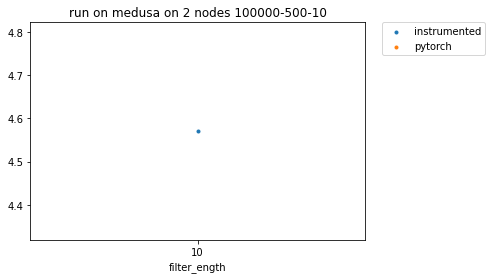 run on medusa on 2 nodes 100000-500-10
instrumented
pytorch
4.8
4.7
4.6
4.5
4.4
10
filter_ength